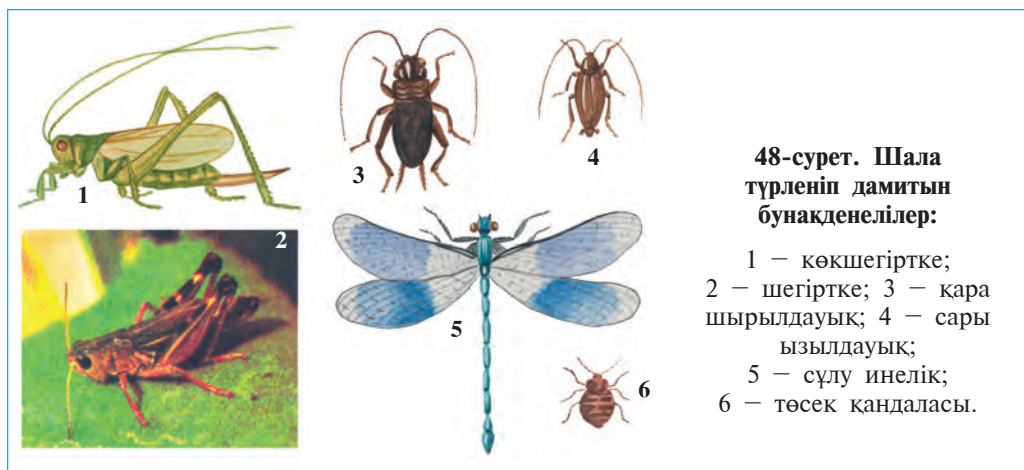 1
2
3
4
5
6
48-сурет. Шала
түрленіп дамитын
бунақденелілер:
1 — көкшегіртке;
2 — шегіртке; 3 — қара
шырылдауық; 4 — сары
ызылдауық;
5 — сұлу инелік;
6 — төсек қандаласы.